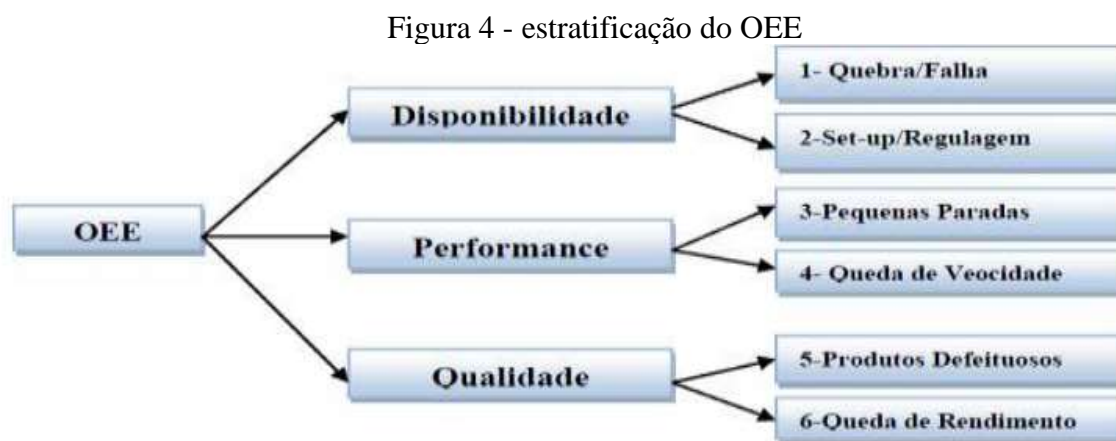 Figura 4 - estratificação do OEE
OEE
Disponibilidade
1- Quebra/Falha
2-Set-up/Regulagem
Performance
3-Pequenas Paradas
4- Queda de Veocidade
Qualidade
5-Produtos Defeituosos
6-Queda de Rendimento